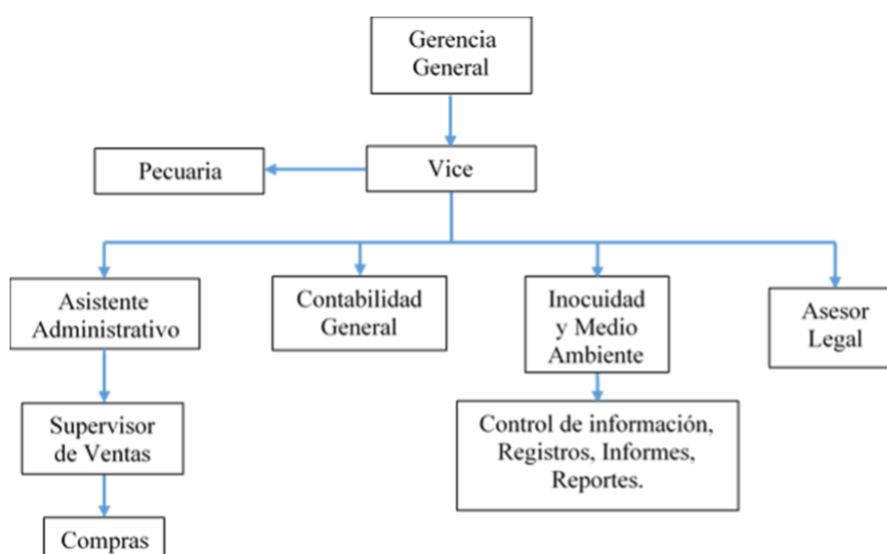 Gerencia
General
Pecuaria
Vice
Asistente
Administrativo
Contabilidad
General
Inocuidad
y Medio
Ambiente
Asesor
Legal
Supervisor
de Ventas
Control de información,
Registros, Informes,
Reportes.
Compras